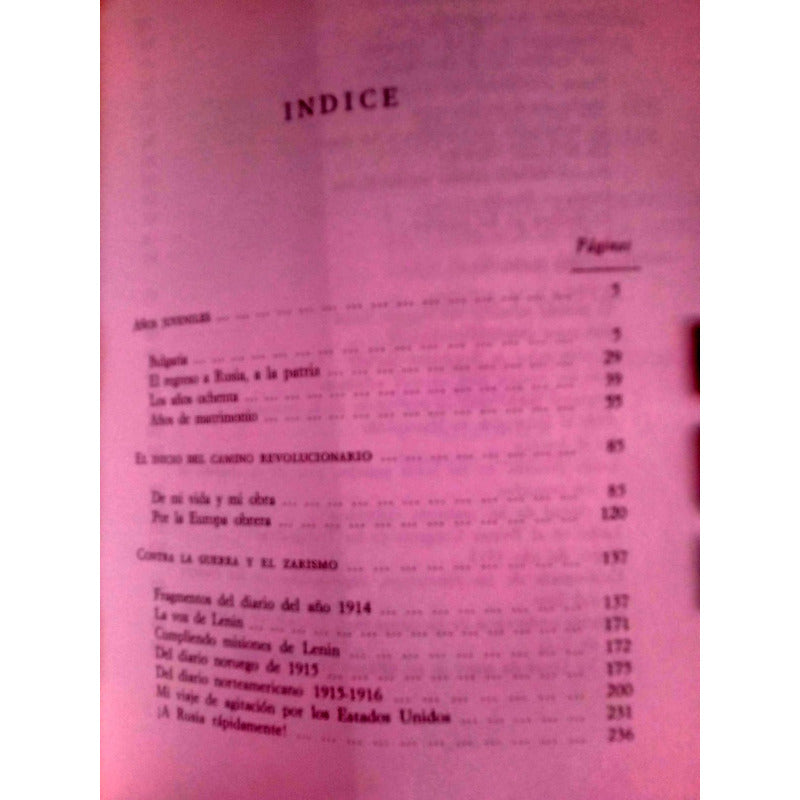 INDICE
Páginas
AÑOS JUVENILES ... ... ... ... ... ... ... ... ... ... ... ... ... ... 5
Bulgaria ... ... ... ... ... ... ... ... ... ... ... ... ... ... 5
El regreso a Rusia, a la patria ... ... ... ... ... ... ... ... ... 29
Los años ochenta ... ... ... ... ... ... ... ... ... ... ... ... 39
Años de matrimonio ... ... ... ... ... ... ... ... ... ... ... 55
EL INICIO DEL CAMINO REVOLUCIONARIO ... ... ... ... ... ... ... ... 85
De mi vida y mi obra ... ... ... ... ... ... ... ... ... ... ... 85
Por la Europa obrera ... ... ... ... ... ... ... ... ... ... ... 120
CONTRA LA GUERRA Y EL ZARISMO ... ... ... ... ... ... ... ... ... 137
Fragmentos del diario del año 1914 ... ... ... ... ... ... ... ... 137
La voz de Lenin ... ... ... ... ... ... ... ... ... ... ... ... 171
Cumpliendo misiones de Lenin ... ... ... ... ... ... ... ... ... 172
Del diario noruego de 1915 ... ... ... ... ... ... ... ... ... ... 175
Del diario norteamericano 1915-1916 ... ... ... ... ... ... ... 200
Mi viaje de agitación por los Estados Unidos ... ... ... ... ... 231
¡A Rusia rápidamente! ... ... ... ... ... ... ... ... ... ... ... 236